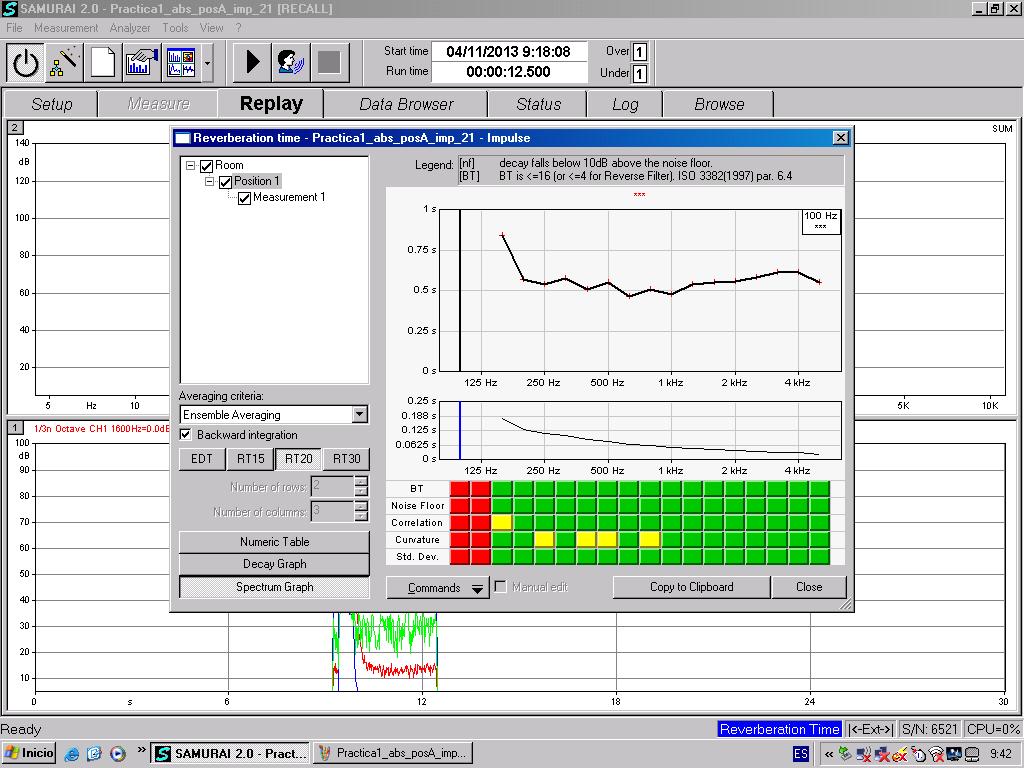 SAMURAI 2.0 - Practica1_abs_posA_imp_21 [RECALL]
File Measurement Analyzer Tools View ?
Start time 04/11/2013 9:18:08 Over 1
Run time 00:00:12.500 Under 1
Setup Measure Replay Data Browser Status Log Browse
2
SUM
140
dB
120
100
80
60
40
20
5 Hz 10
5K 10K
Reverberation time - Practica1_abs_posA_imp_21 - Impulse
Room
Position 1
Measurement 1
Legend: [nf] decay falls below 10dB above the noise floor.
[BT] BT is <=16 (or <=4 for Reverse Filter). ISO 3382(1997) par. 6.4
***
100 Hz
***
1 s
0.75 s
0.5 s
0.25 s
0 s
125 Hz 250 Hz 500 Hz 1 kHz 2 kHz 4 kHz
0.25 s
0.188 s
0.125 s
0.0625 s
0 s
125 Hz 250 Hz 500 Hz 1 kHz 2 kHz 4 kHz
Averaging criteria:
Ensemble Averaging
Backward integration
EDT RT15 RT20 RT30
Number of rows: 2
Number of columns: 3
Numeric Table
Decay Graph
Spectrum Graph
BT
Noise Floor
Correlation
Curvature
Std. Dev.
Commands
Manual edit
Copy to Clipboard
Close
1
1/3n Octave CH1 1600Hz=0.0dB
100
dB
90
80
70
60
50
40
30
20
10
0 s 6 12 18 24 30
Ready
Reverberation Time |<-Ext->| S/N: 6521 CPU=0%
Inicio
»
SAMURAI 2.0 - Pract...
Practica1_abs_posA_imp...
ES
«
9:42